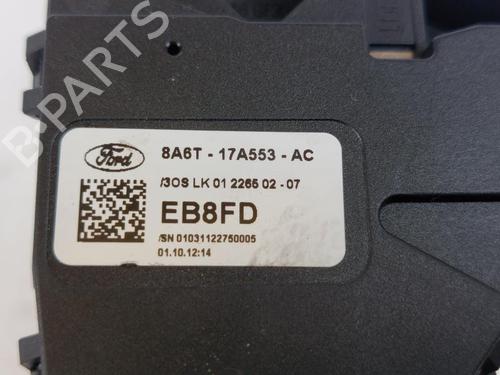 B-PARTS
Ford
8A6T - 17A553 - AC
/3OS LK 01 2265 02 - 07
EB8FD
/SN 01031122750005
01.10.12:14